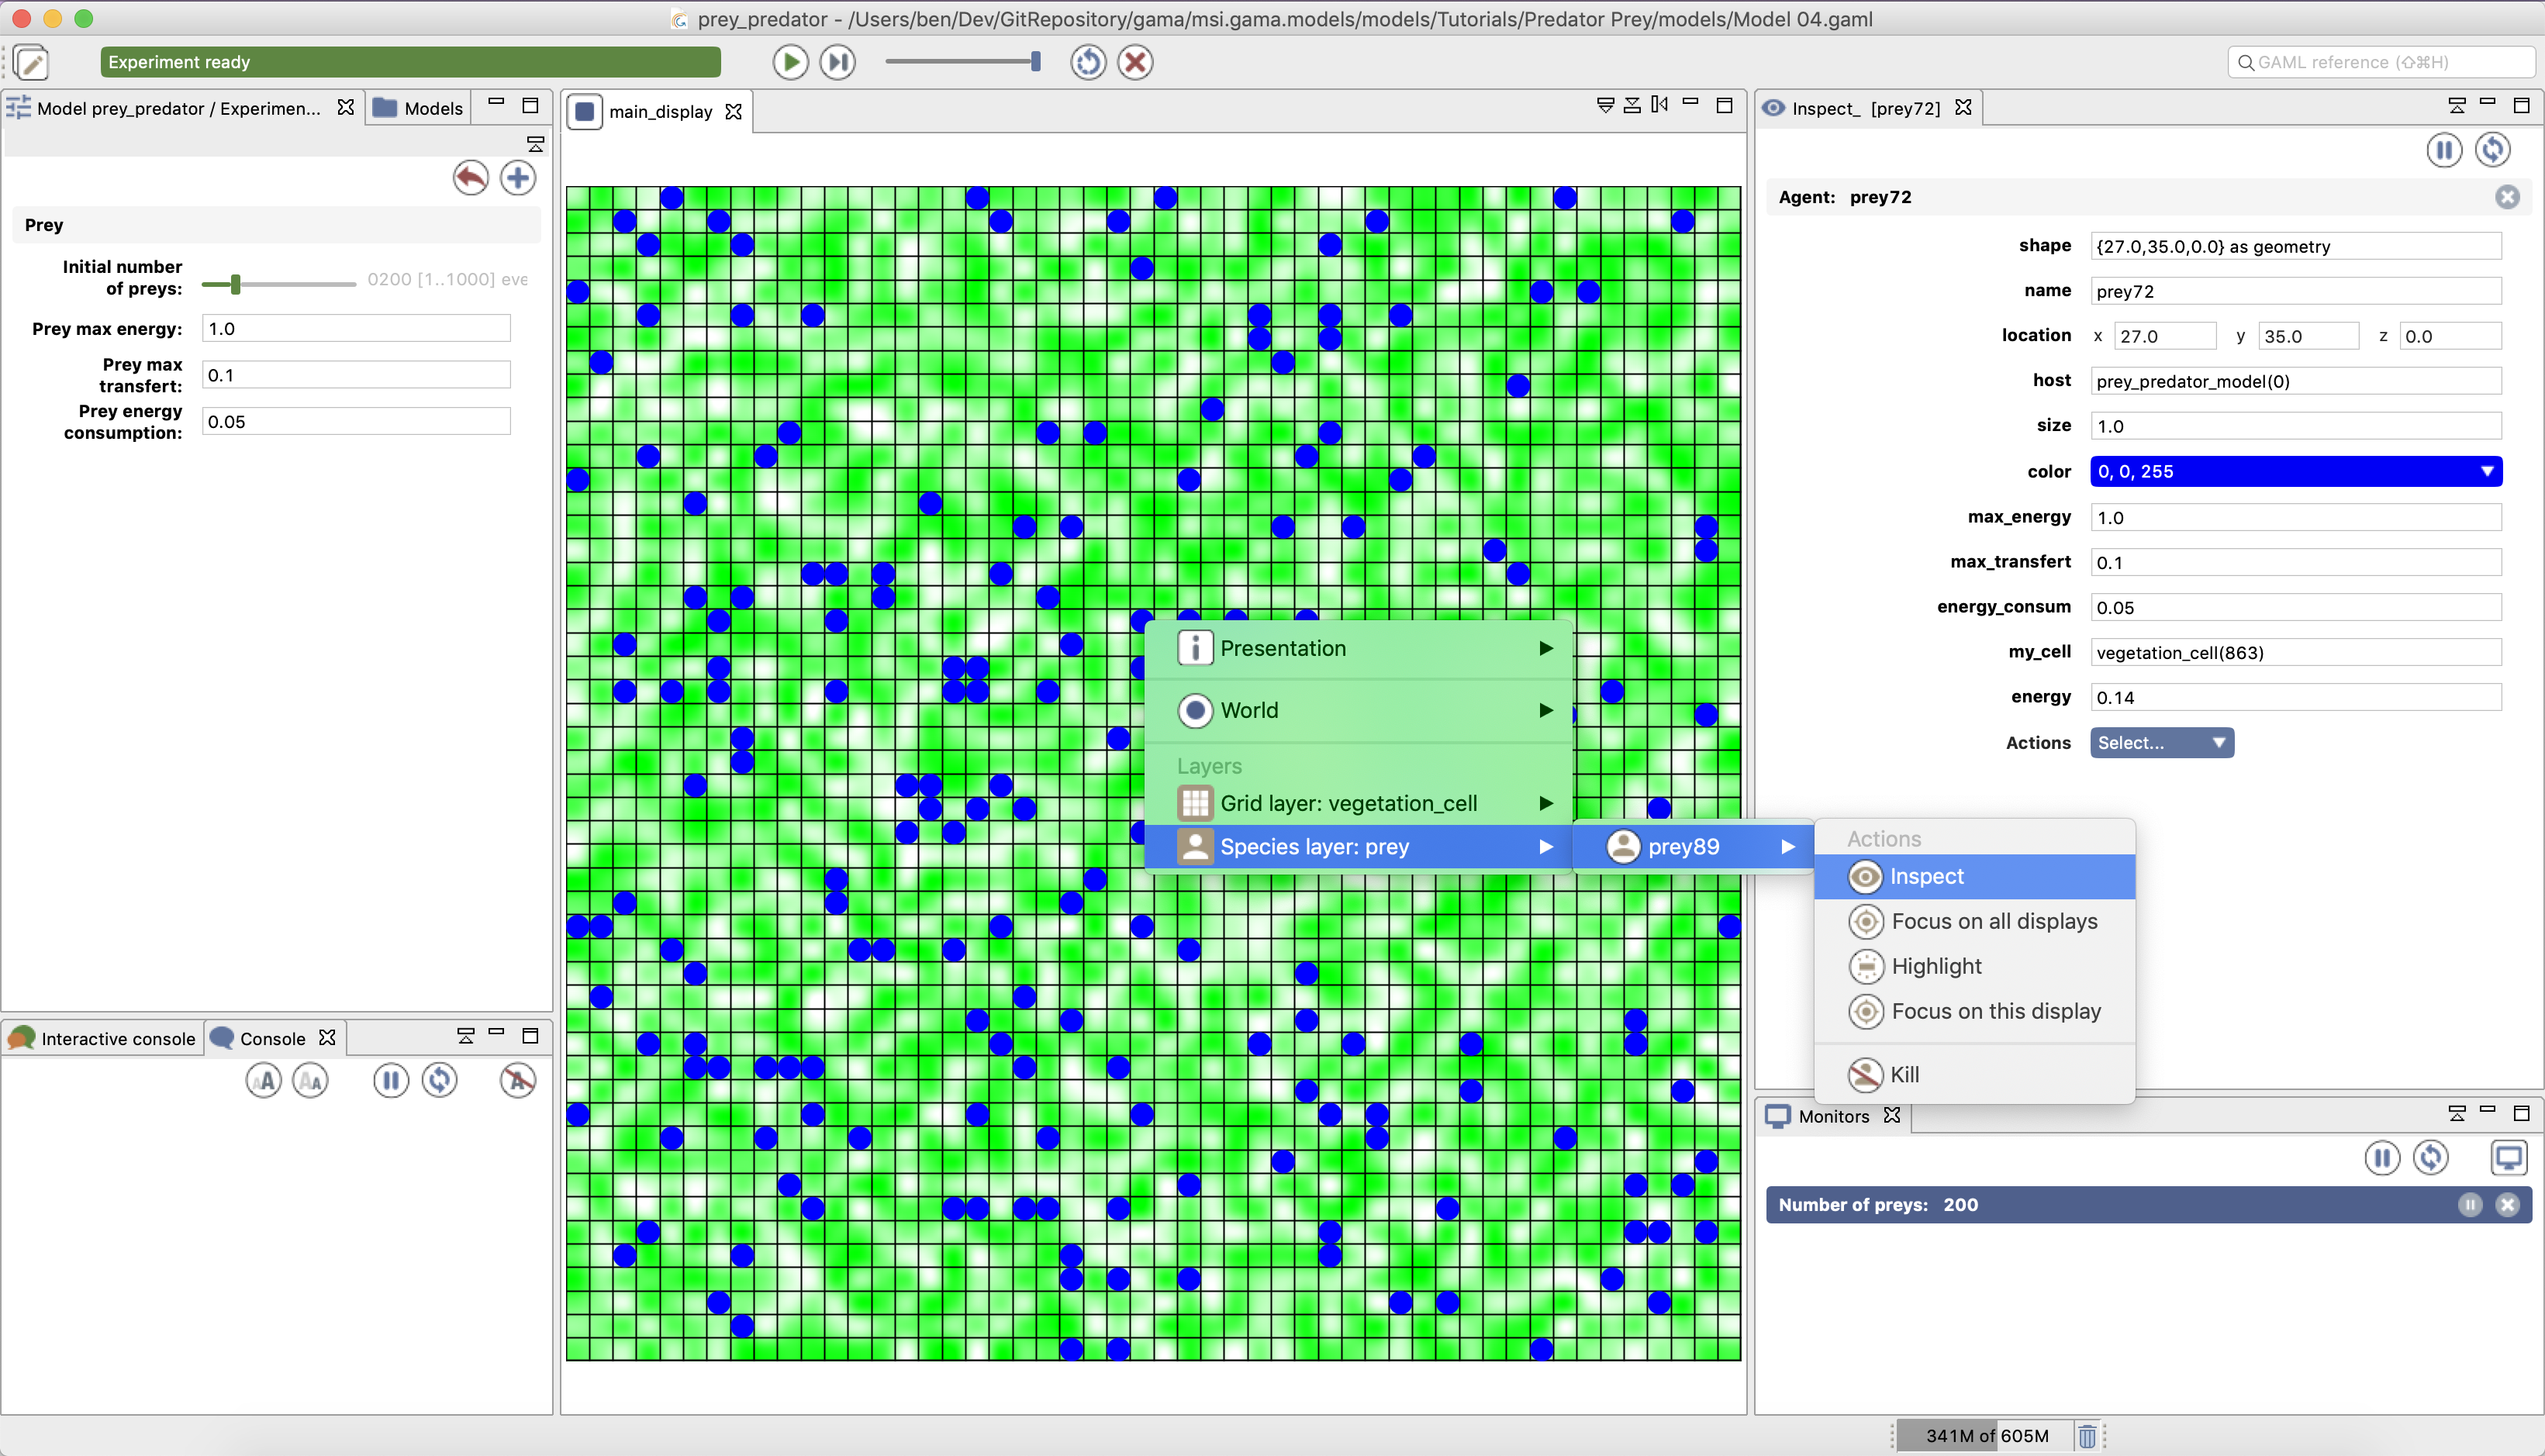 prey_predator - /Users/ben/Dev/GitRepository/gama/msi.gama.models/models/Tutorials/Predator Prey/models/Model 04.gaml
Experiment ready
GAML reference (⇧⌘H)
Model prey_predator / Experimen...
Models
Prey
Initial number
of preys:
0200 [1..1000] eve
Prey max energy:
1.0
Prey max
transfert:
0.1
Prey energy
consumption:
0.05
Interactive console
Console
main_display
Presentation
World
Layers
Grid layer: vegetation_cell
Species layer: prey
prey89
Actions
Inspect
Focus on all displays
Highlight
Focus on this display
Kill
Inspect_ [prey72]
Agent: prey72
shape {27.0,35.0,0.0} as geometry
name prey72
location x 27.0 y 35.0 z 0.0
host prey_predator_model(0)
size 1.0
color 0, 0, 255
max_energy 1.0
max_transfert 0.1
energy_consum 0.05
my_cell vegetation_cell(863)
energy 0.14
Actions Select...
Monitors
Number of preys: 200
341M of 605M